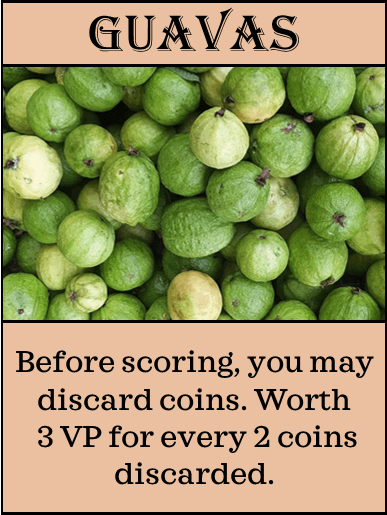 GUAVAS
Before scoring, you may
discard coins. Worth
3 VP for every 2 coins
discarded.